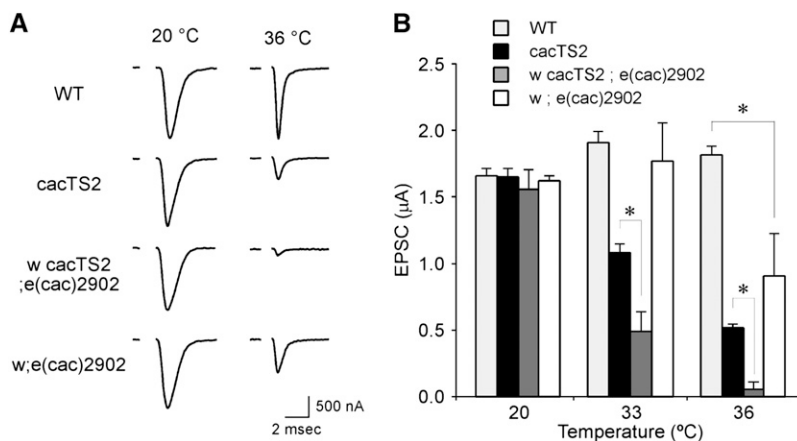 A
20 °C 36 °C
WT
cacTS2
w cacTS2
;e(cac)2902
w;e(cac)2902
500 nA
2 msec
B
WT
cacTS2
w cacTS2 ; e(cac)2902
w ; e(cac)2902
2.5
2.0
1.5
1.0
0.5
0.0
EPSC (µA)
*
*
*
20 33 36
Temperature (ºC)